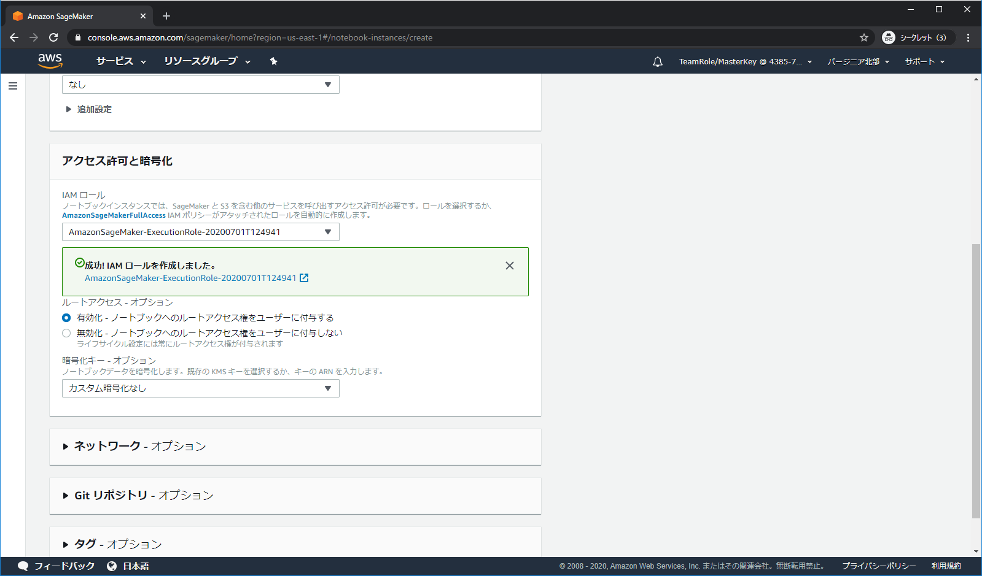 Amazon SageMaker
console.aws.amazon.com/sagemaker/home?region=us-east-1#/notebook-instances/create
シークレット (3)
aws
サービス
リソースグループ
TeamRole/MasterKey @ 4385-7...
バージニア北部
サポート
なし
追加設定
アクセス許可と暗号化
IAM ロール
ノートブックインスタンスでは、SageMaker と S3 を含む他のサービスを呼び出すアクセス許可が必要です。ロールを選択するか、
AmazonSageMakerFullAccess IAM ポリシーがアタッチされたロールを自動的に作成します。
AmazonSageMaker-ExecutionRole-20200701T124941
成功! IAM ロールを作成しました。
AmazonSageMaker-ExecutionRole-20200701T124941
ルートアクセス - オプション
有効化 - ノートブックへのルートアクセス権をユーザーに付与する
無効化 - ノートブックへのルートアクセス権をユーザーに付与しない
ライフサイクル設定には常にルートアクセス権が付与されます
暗号化キー - オプション
ノートブックデータを暗号化します。既存の KMS キーを選択するか、キーの ARN を入力します。
カスタム暗号化なし
ネットワーク - オプション
Git リポジトリ - オプション
タグ - オプション
フィードバック
日本語
© 2008 - 2020, Amazon Web Services, Inc. またはその関連会社。無断転用禁止。
プライバシーポリシー
利用規約